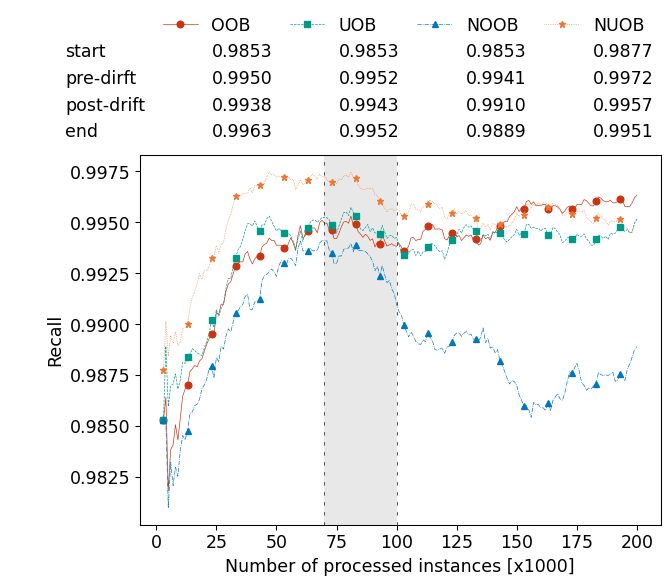 OOB UOB NOOB NUOB
start 0.9853 0.9853 0.9853 0.9877
pre-dirft 0.9950 0.9952 0.9941 0.9972
post-drift 0.9938 0.9943 0.9910 0.9957
end 0.9963 0.9952 0.9889 0.9951
0.9975
0.9950
0.9925
0.9900
0.9875
0.9850
0.9825
Recall
0 25 50 75 100 125 150 175 200
Number of processed instances [x1000]